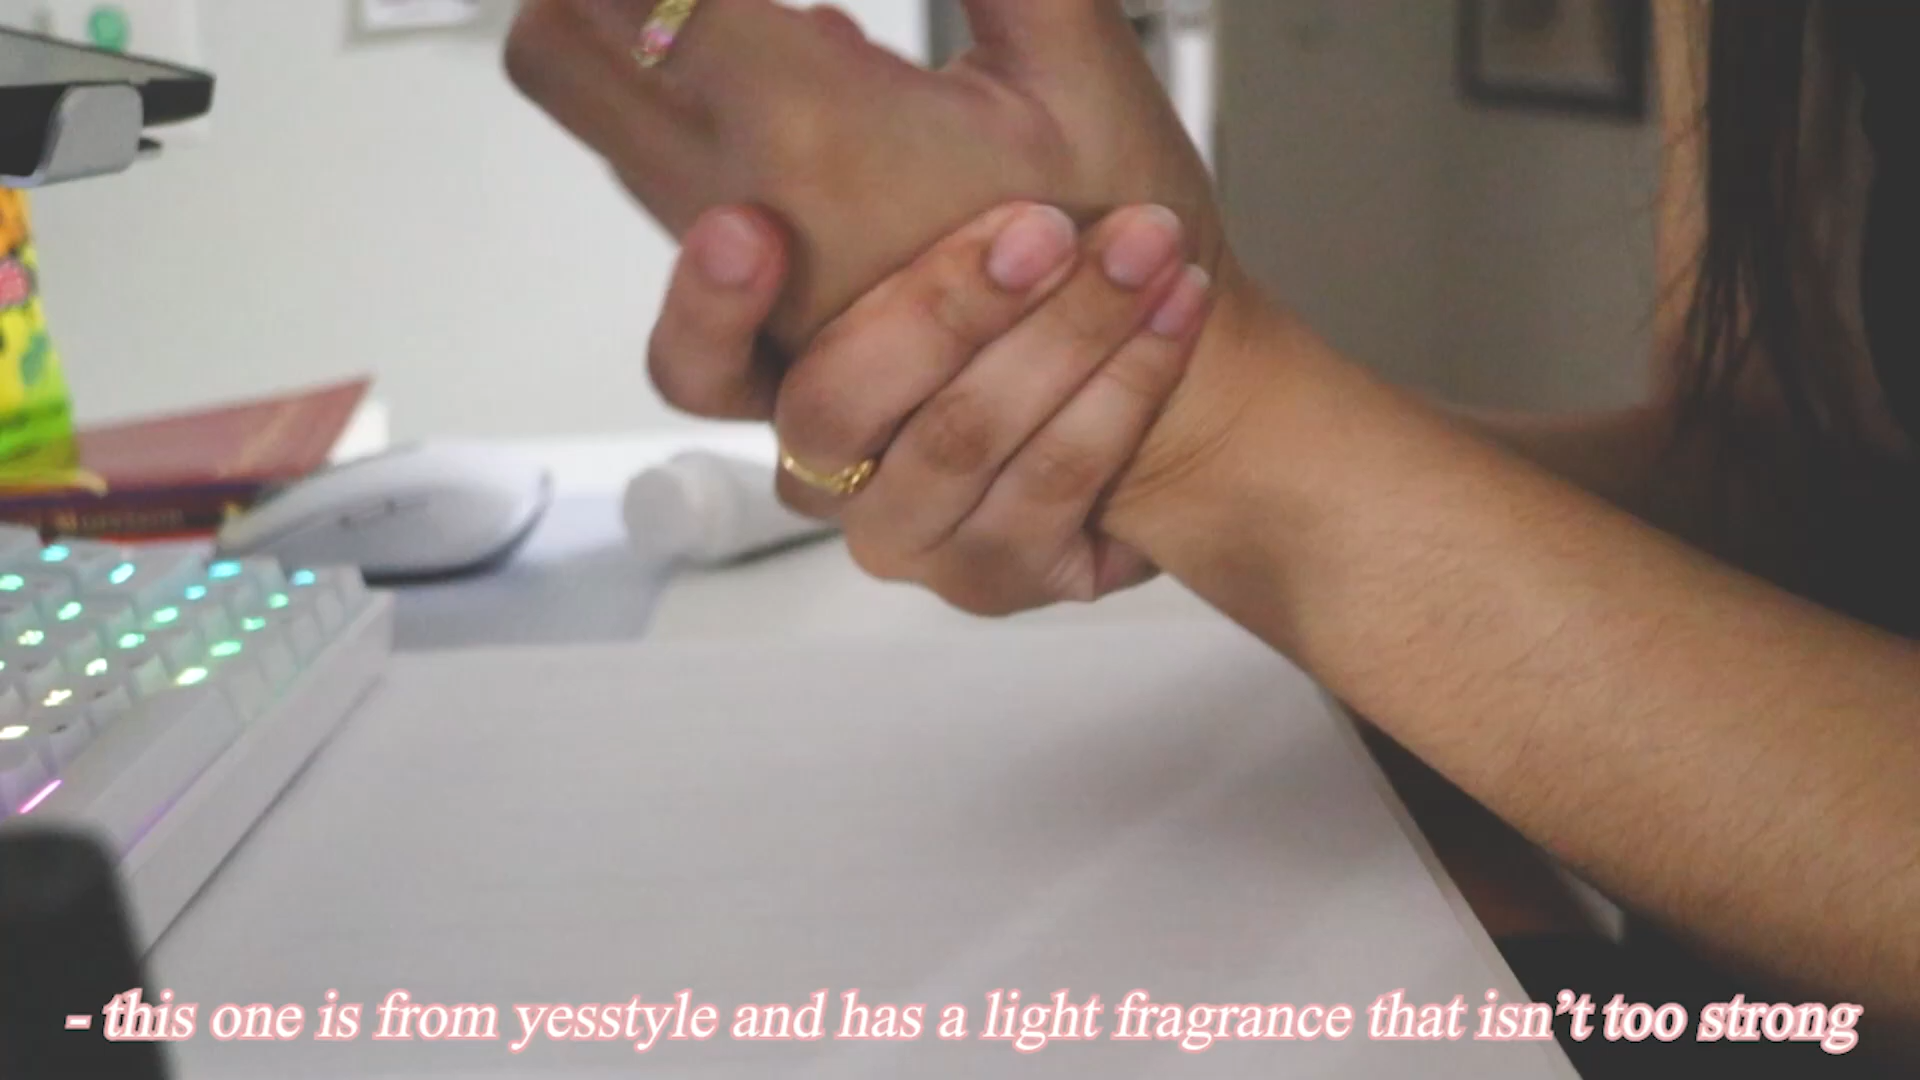 - this one is from yesstyle and has a light fragrance that isn't too strong